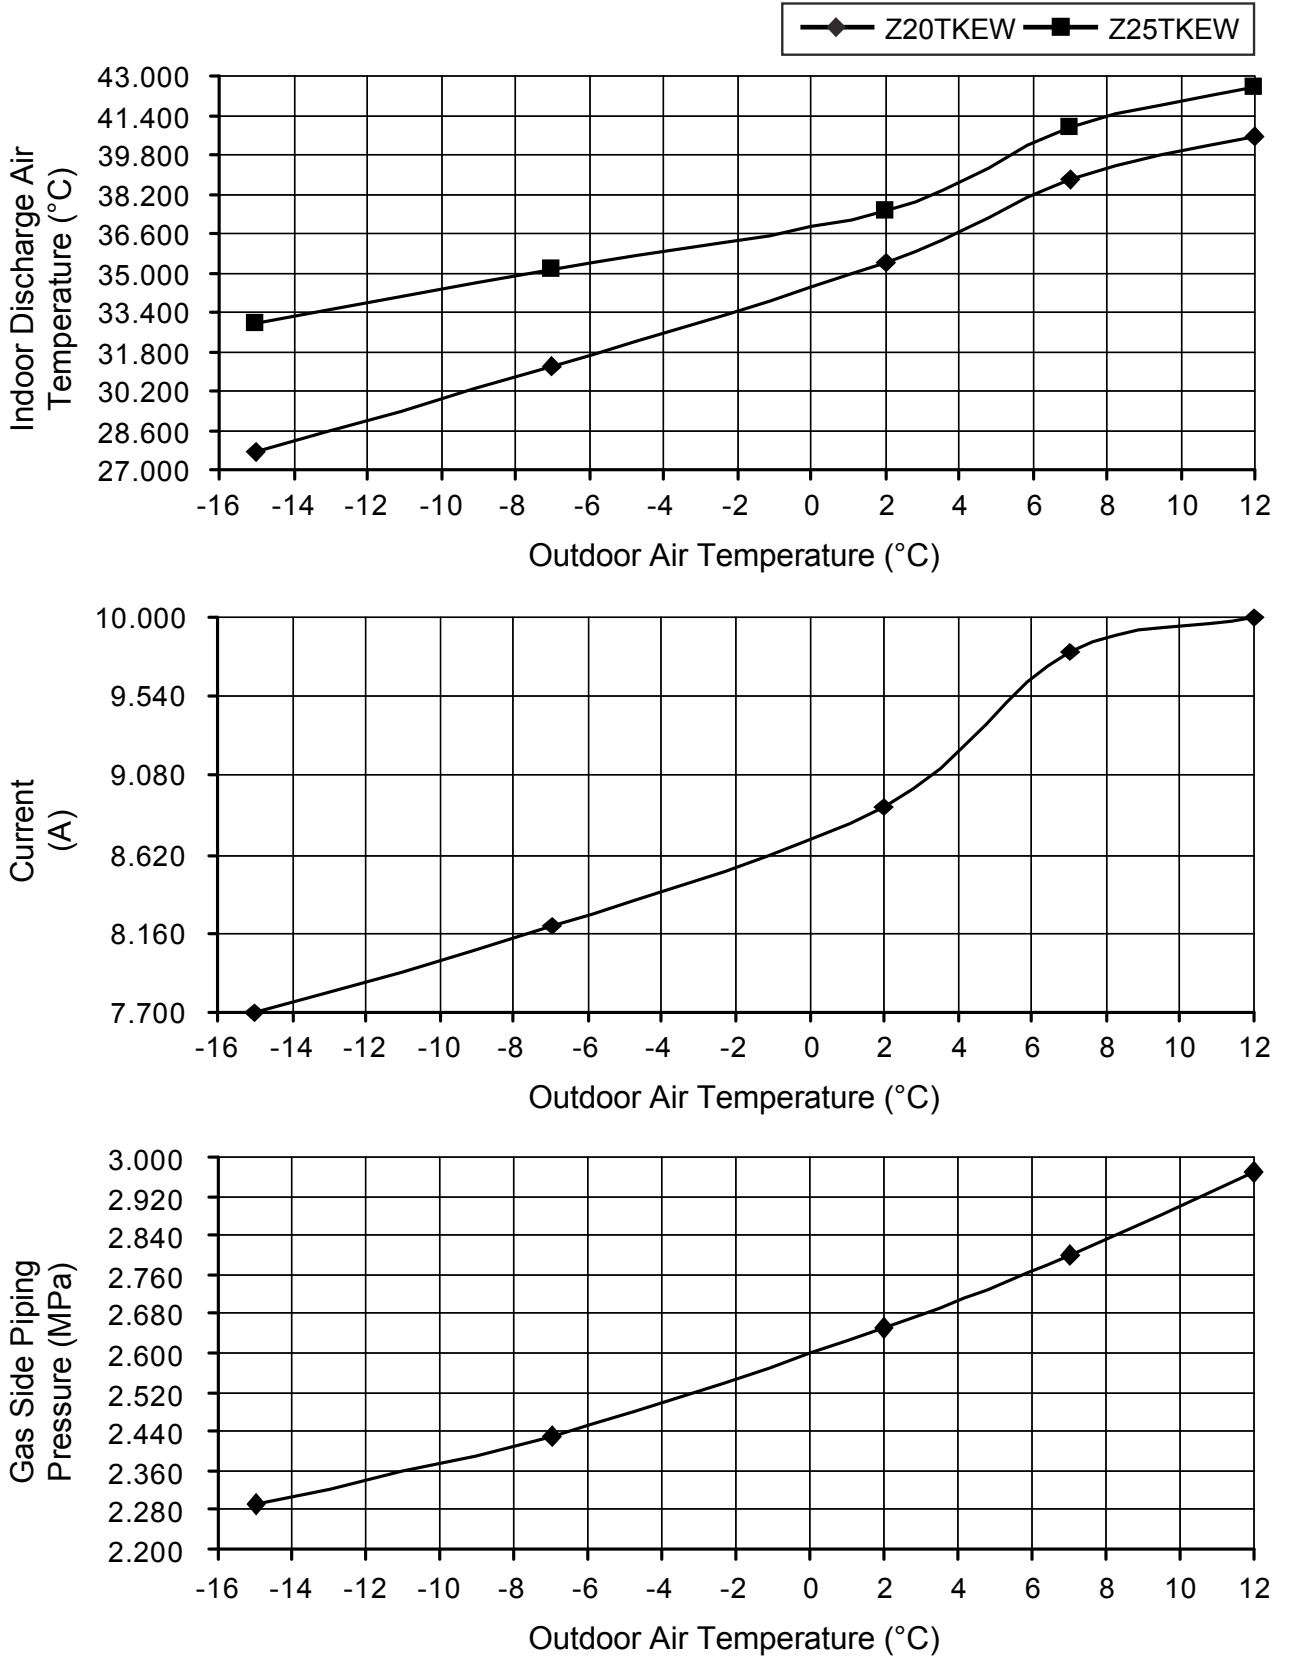 Z20TKEW Z25TKEW
43.000
41.400
39.800
38.200
36.600
35.000
33.400
31.800
30.200
28.600
27.000
Indoor Discharge Air
Temperature (°C)
-16 -14 -12 -10 -8 -6 -4 -2 0 2 4 6 8 10 12
Outdoor Air Temperature (°C)
10.000
9.540
9.080
8.620
8.160
7.700
Current
(A)
-16 -14 -12 -10 -8 -6 -4 -2 0 2 4 6 8 10 12
Outdoor Air Temperature (°C)
3.000
2.920
2.840
2.760
2.680
2.600
2.520
2.440
2.360
2.280
2.200
Gas Side Piping
Pressure (MPa)
-16 -14 -12 -10 -8 -6 -4 -2 0 2 4 6 8 10 12
Outdoor Air Temperature (°C)